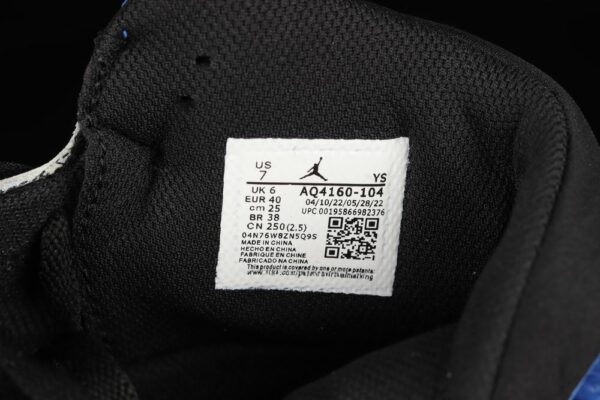 US
7
YS
UK 6
EUR 40
cm 25
BR 38
CN 250(2.5)
04N76W8ZN5Q9S
MADE IN CHINA
HECHO EN CHINA
FABRIQUE EN CHINE
FABRICADO NA CHINA
AQ4160-104
04/10/22/05/28/22
UPC 00195866982376
This product is covered by one or more patents: